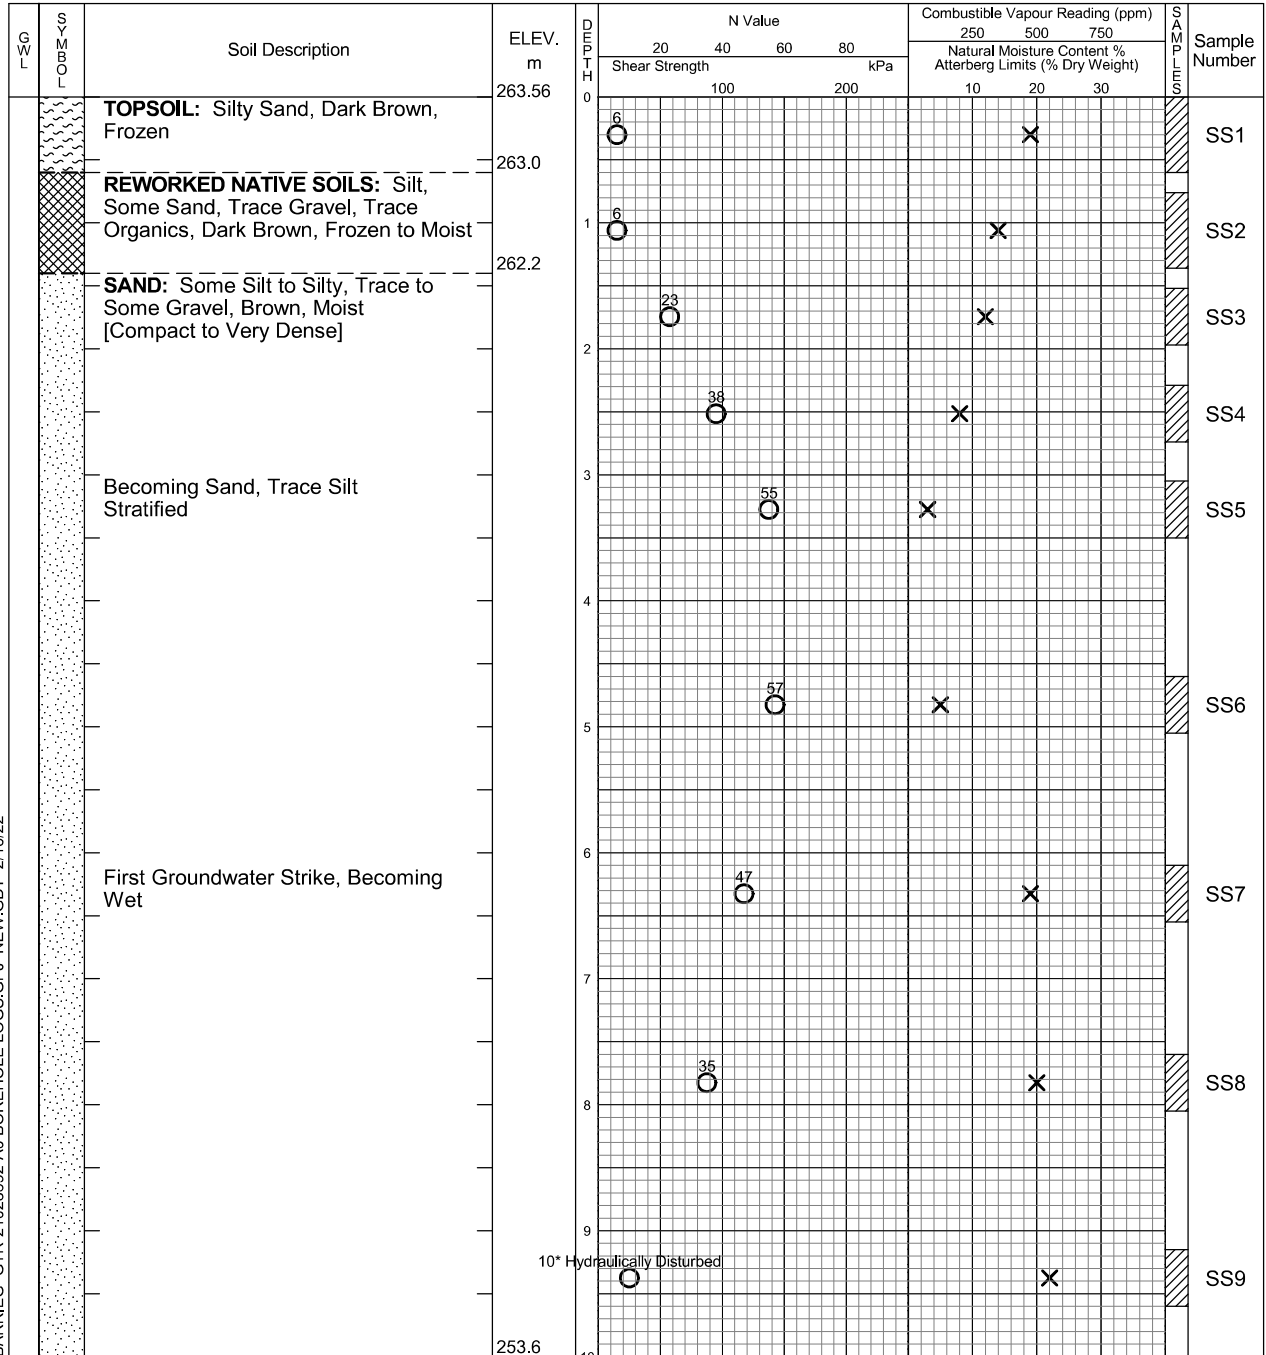 GWL
SYMBOL
Soil Description
ELEV.
m
DEPTH
N Value
20 40 60 80
Shear Strength kPa
100 200
Combustible Vapour Reading (ppm)
250 500 750
Natural Moisture Content %
Atterberg Limits (% Dry Weight)
10 20 30
SAMPLES
Sample
Number
263.56
0
TOPSOIL: Silty Sand, Dark Brown,
Frozen
6
SS1
263.0
REWORKED NATIVE SOILS: Silt,
Some Sand, Trace Gravel, Trace
Organics, Dark Brown, Frozen to Moist
6
1
SS2
262.2
SAND: Some Silt to Silty, Trace to
Some Gravel, Brown, Moist
[Compact to Very Dense]
23
SS3
2
38
SS4
3
Becoming Sand, Trace Silt
Stratified
55
SS5
4
57
SS6
5
6
First Groundwater Strike, Becoming
Wet
47
SS7
7
35
SS8
8
9
10* Hydraulically Disturbed
SS9
253.6